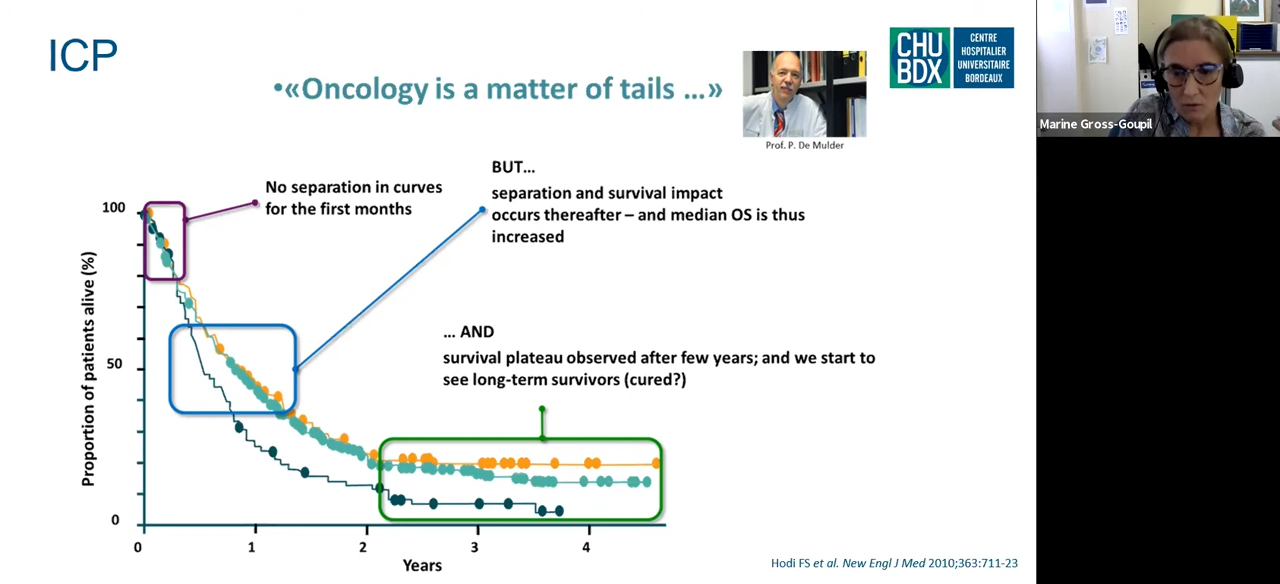 ICP
•«Oncology is a matter of tails ...»
CHU
BDX
CENTRE
HOSPITALIER
UNIVERSITAIRE
BORDEAUX
Prof. P. De Mulder
Marine Gross-Goupil
No separation in curves
for the first months
BUT...
separation and survival impact
occurs thereafter – and median OS is thus
increased
... AND
survival plateau observed after few years; and we start to
see long-term survivors (cured?)
Proportion of patients alive (%)
100
50
0
0 1 2 3 4
Years
Hodi FS et al. New Engl J Med 2010;363:711-23